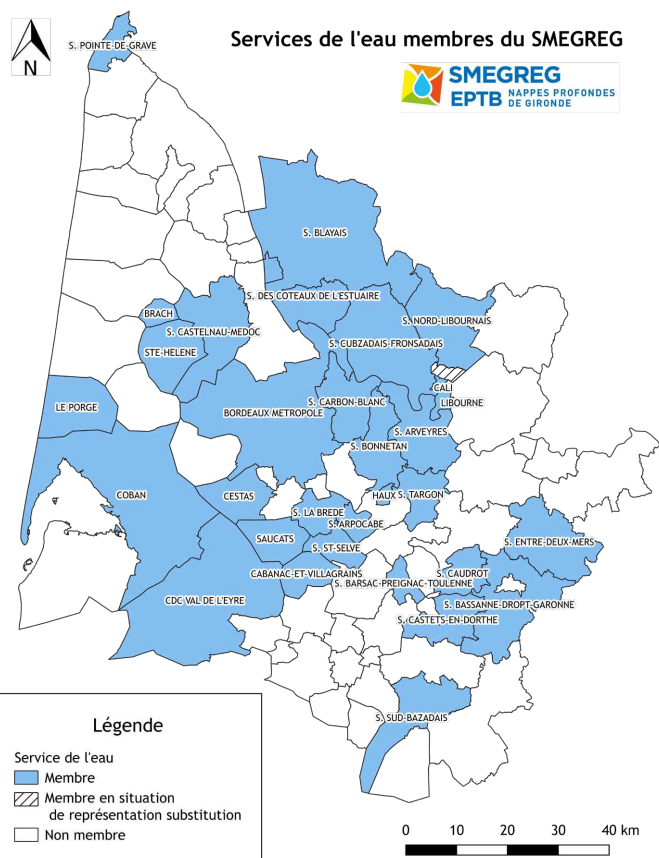 Services de l'eau membres du SMEGREG
SMEGREG
EPTB NAPPES PROFONDES
DE GIRONDE
N
S. POINTE-DE-GRAVE
S. BLAYAIS
S. DES COTEAUX DE L'ESTUAIRE
BRACH
S. CASTELNAU-MEDOC
S. NORD-LIBOURNAIS
STE-HELENE
S. CUBZADAIS-FRONSADAIS
CALI
LE PORGE
BORDEAUX METROPOLE
S. CARBON-BLANC
LIBOURNE
S. ARVEYRES
S. BONNETAN
COBAN
CESTAS
HAUX
S. TARGON
S. LA BREDE
S. ARPOCABE
SAUCATS
S. ST-SELVE
S. ENTRE-DEUX-MERS
CABANAC-ET-VILLAGRAINS
S. CAUDROT
S. BARSAC-PREIGNAC-TOULENNE
CDC VAL DE L'EYRE
S. BASSANNE-DROPT-GARONNE
S. CASTETS-EN-DORTHE
S. SUD-BAZADAIS
Légende
Service de l'eau
Membre
Membre en situation
de représentation substitution
Non membre
0 10 20 30 40 km